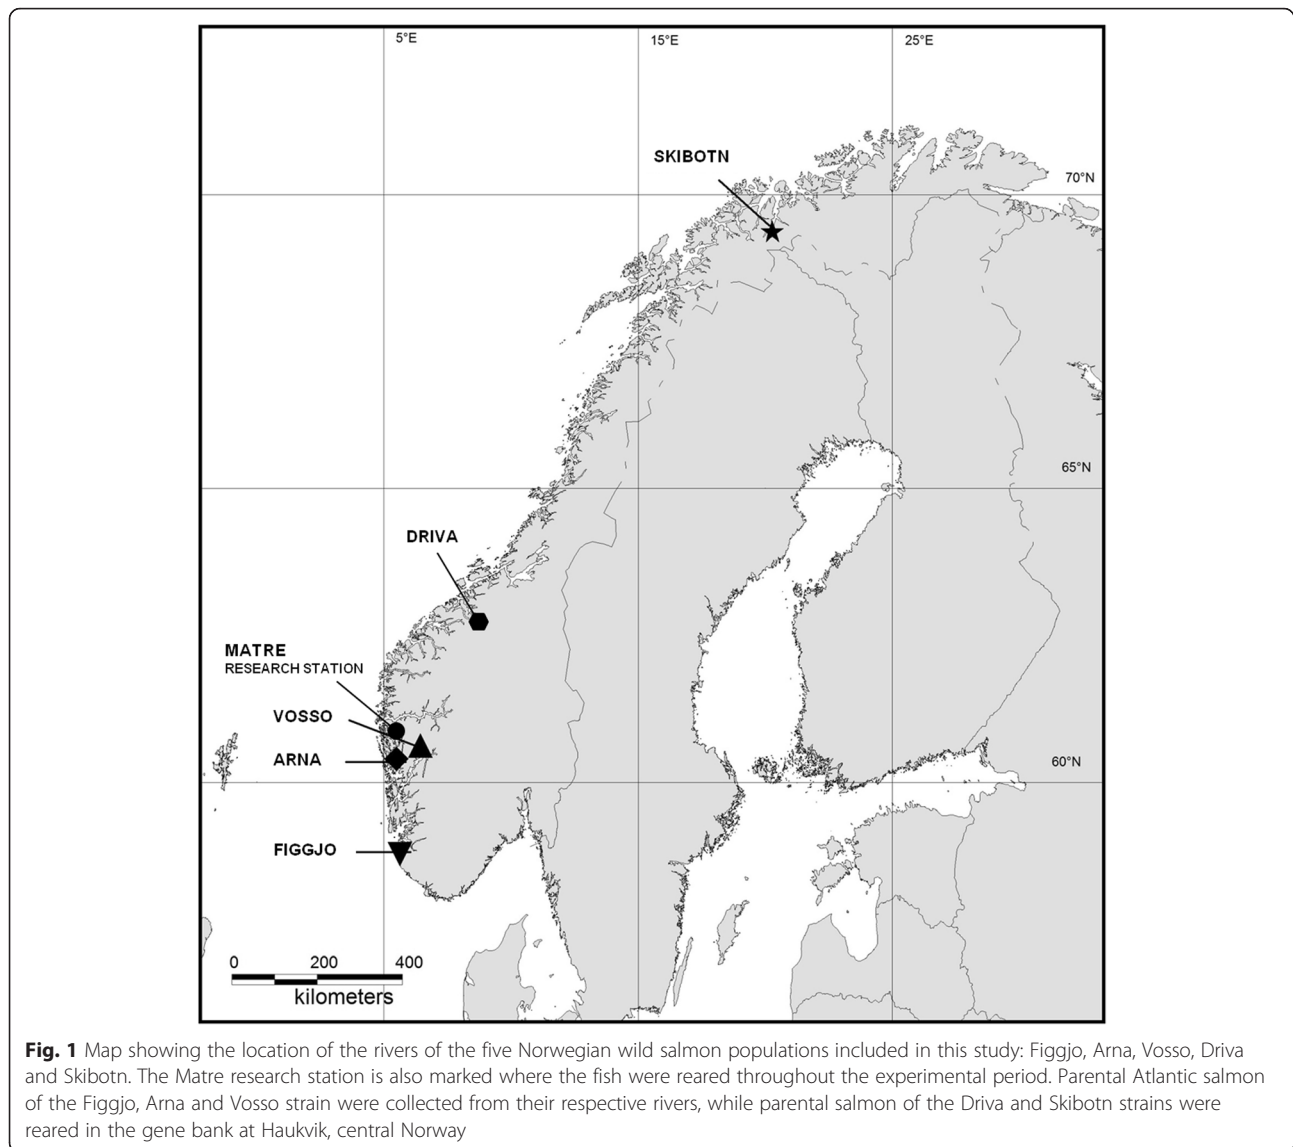 5°E 15°E 25°E
SKIBOTN
70°N
65°N
DRIVA
MATRE
RESEARCH STATION
VOSSO
ARNA
60°N
FIGGJO
0 200 400
kilometers
Fig. 1 Map showing the location of the rivers of the five Norwegian wild salmon populations included in this study: Figgjo, Arna, Vosso, Driva
and Skibotn. The Matre research station is also marked where the fish were reared throughout the experimental period. Parental Atlantic salmon
of the Figgjo, Arna and Vosso strain were collected from their respective rivers, while parental salmon of the Driva and Skibotn strains were
reared in the gene bank at Haukvik, central Norway